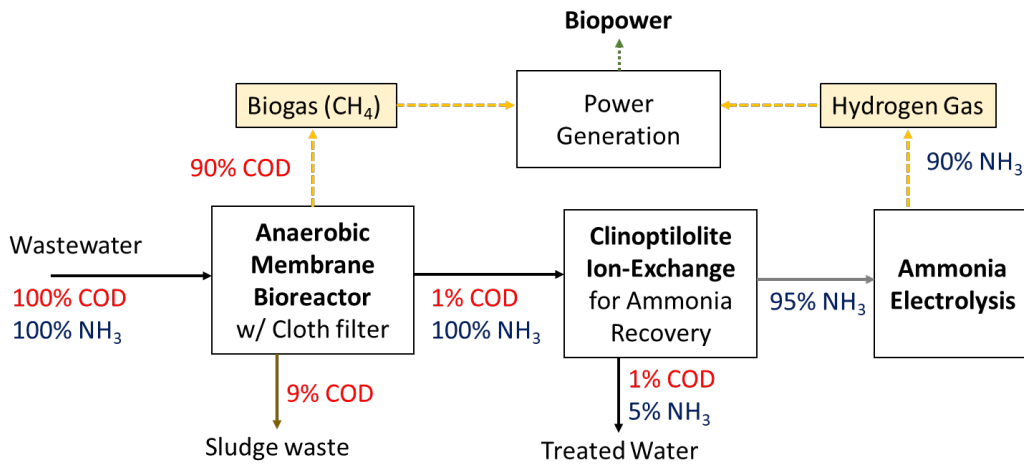 Biopower
Biogas (CH₄)
Power
Generation
Hydrogen Gas
90% COD
90% NH₃
Wastewater
100% COD
100% NH₃
Anaerobic
Membrane
Bioreactor
w/ Cloth filter
1% COD
100% NH₃
Clinoptilolite
Ion-Exchange
for Ammonia
Recovery
95% NH₃
Ammonia
Electrolysis
9% COD
Sludge waste
1% COD
5% NH₃
Treated Water